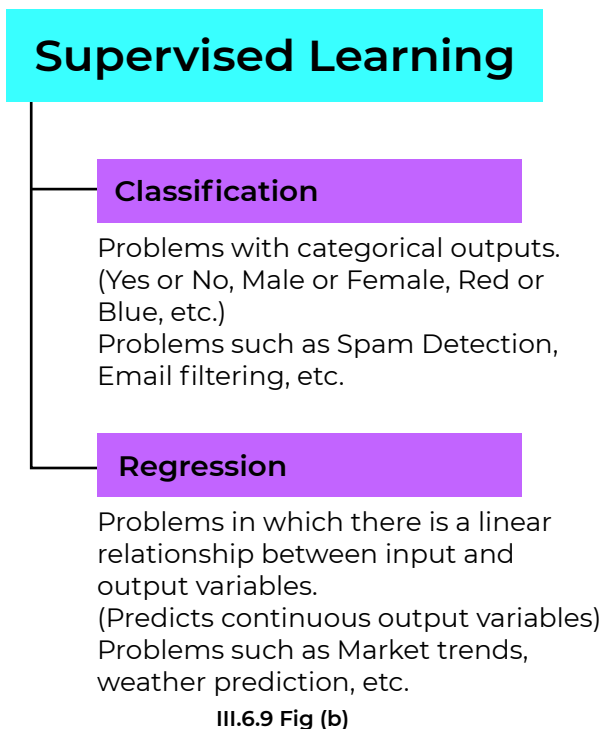 Supervised Learning
Classification
Problems with categorical outputs.
(Yes or No, Male or Female, Red or
Blue, etc.)
Problems such as Spam Detection,
Email filtering, etc.
Regression
Problems in which there is a linear
relationship between input and
output variables.
(Predicts continuous output variables)
Problems such as Market trends,
weather prediction, etc.
III.6.9 Fig (b)